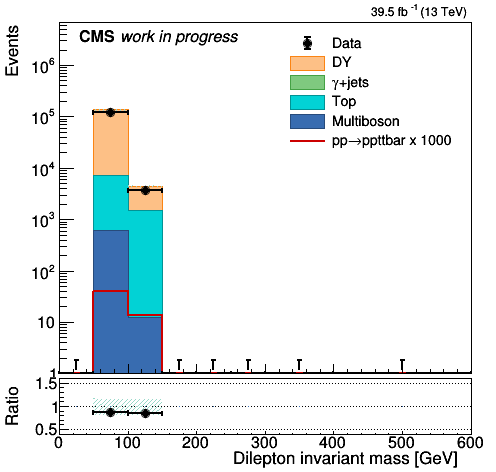 39.5 fb⁻¹ (13 TeV)
Events
CMS work in progress
Data
DY
γ+jets
Top
Multiboson
pp→ppttbar x 1000
10⁶
10⁵
10⁴
10³
10²
10
1
Ratio
1.5
1
0.5
0 100 200 300 400 500 600
Dilepton invariant mass [GeV]